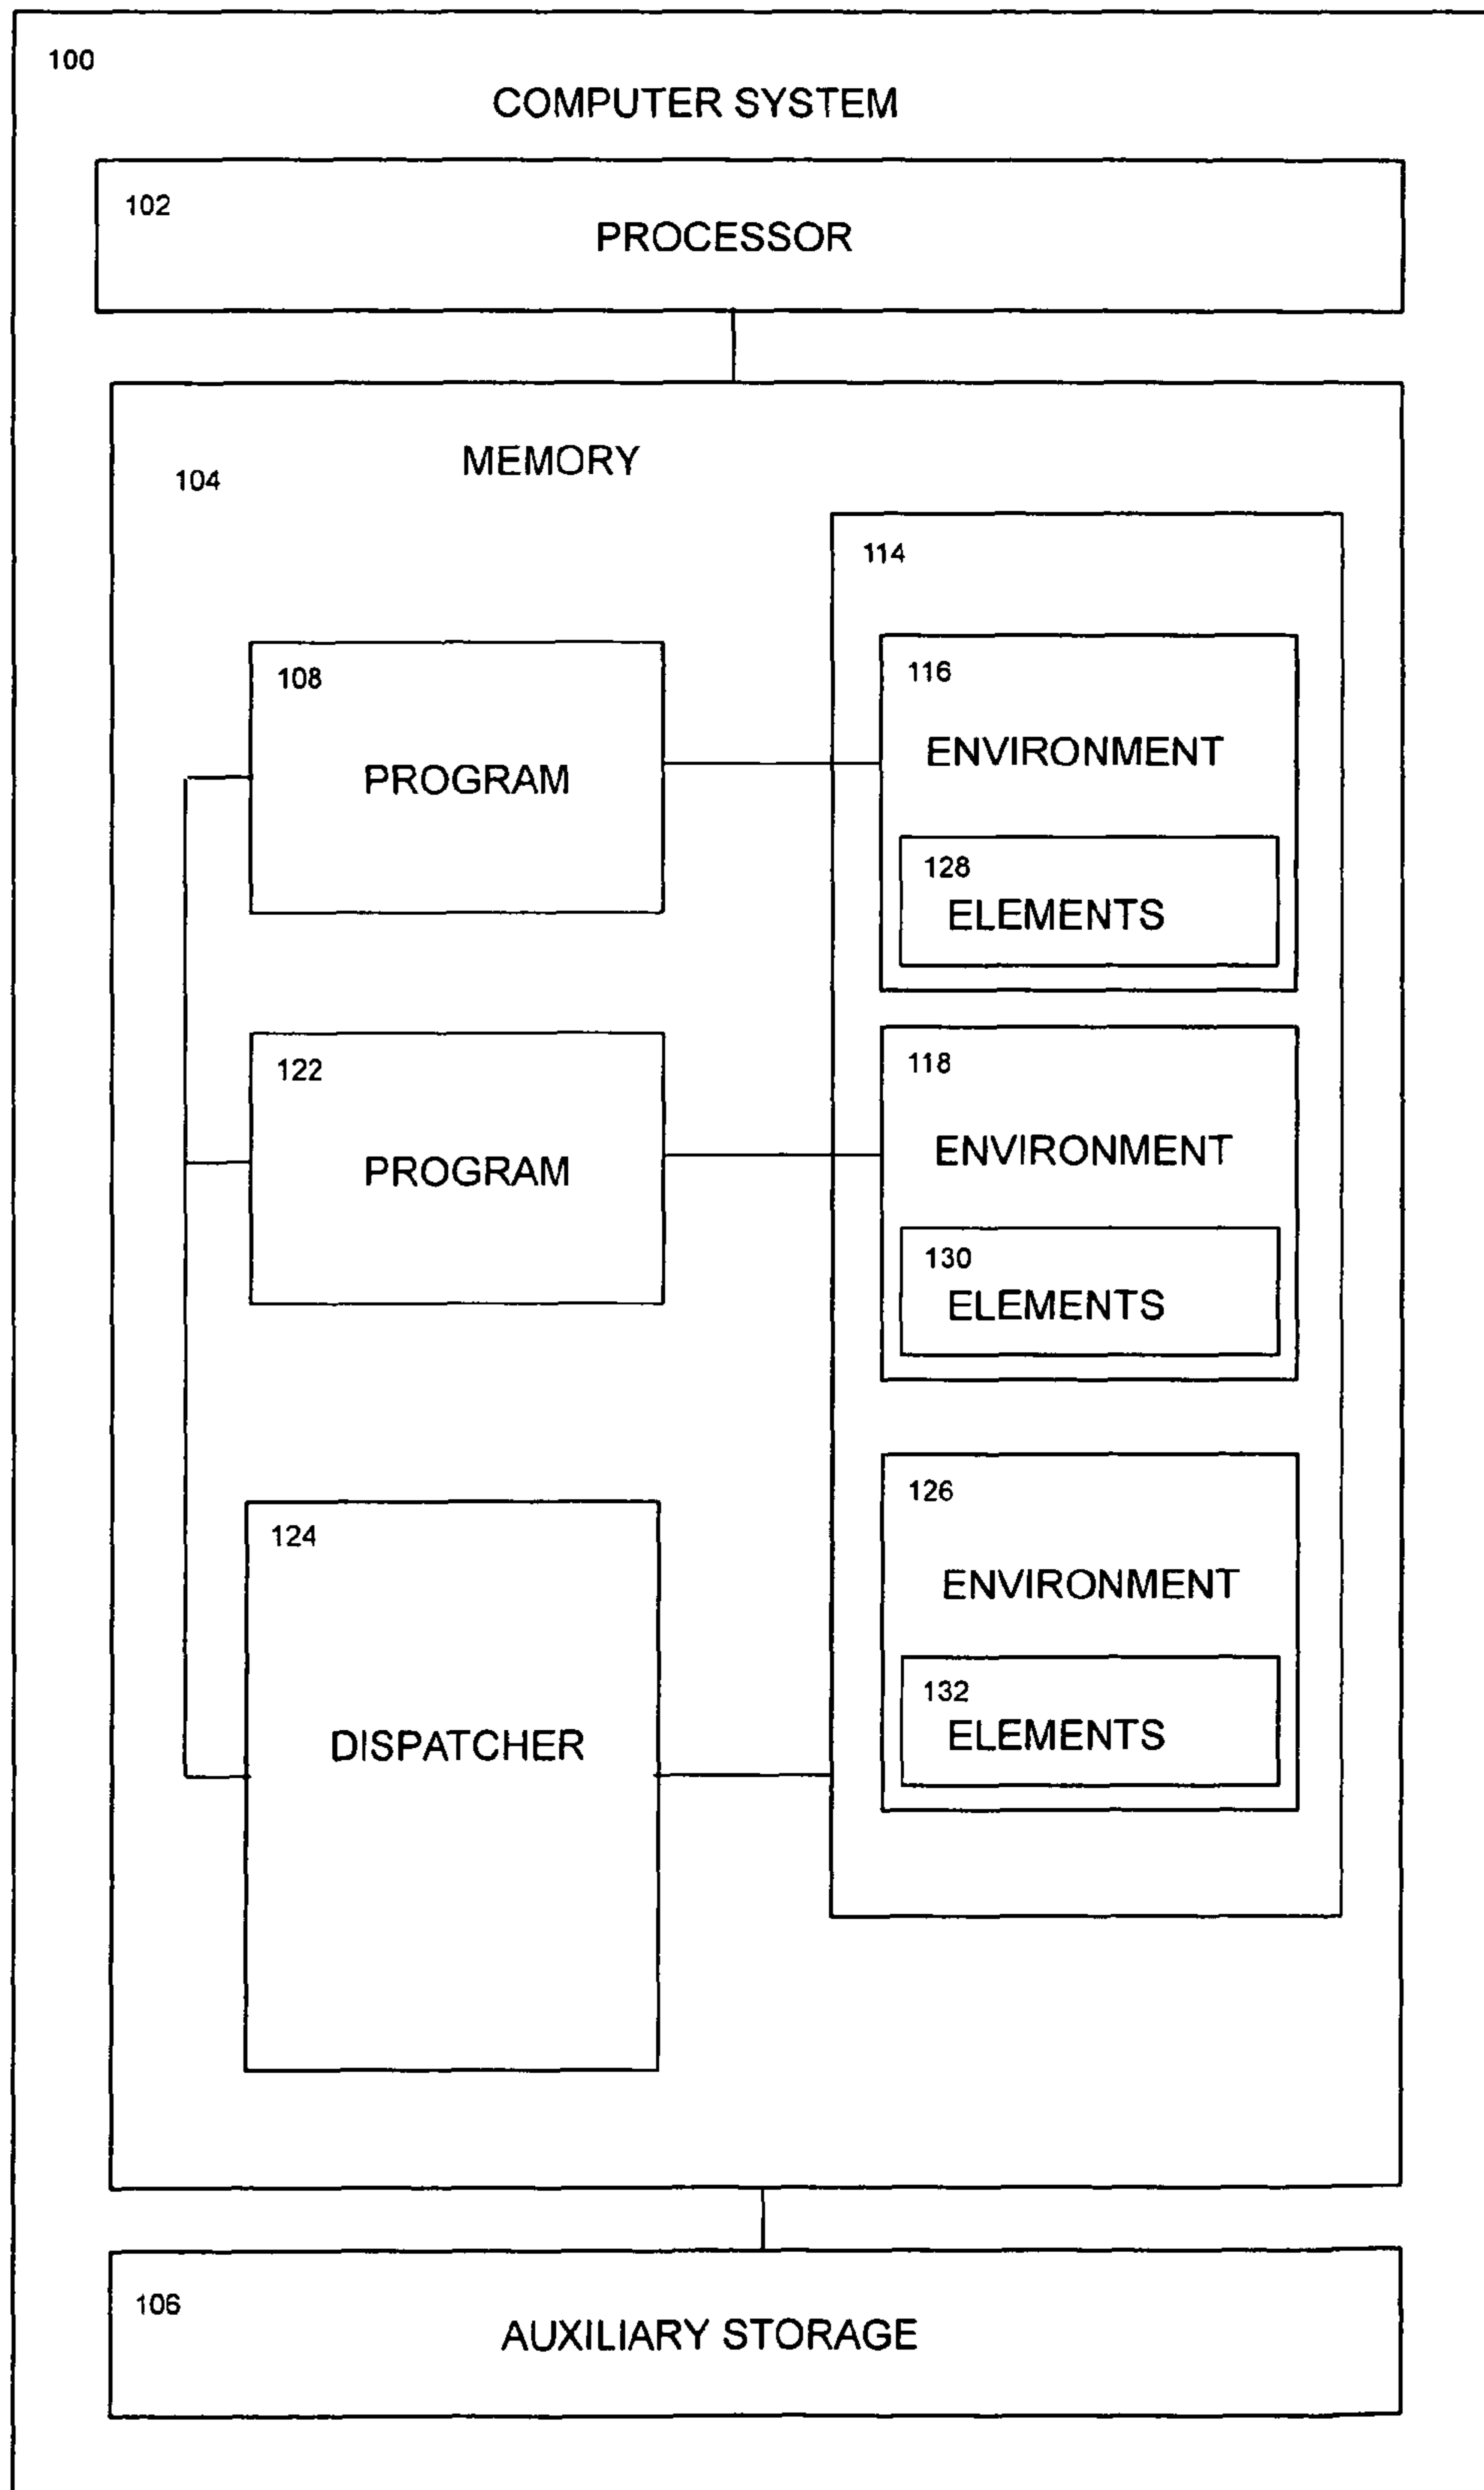 100
COMPUTER SYSTEM
102
PROCESSOR
MEMORY
104
114
108
PROGRAM
116
ENVIRONMENT
128
ELEMENTS
122
PROGRAM
118
ENVIRONMENT
130
ELEMENTS
124
DISPATCHER
126
ENVIRONMENT
132
ELEMENTS
106
AUXILIARY STORAGE